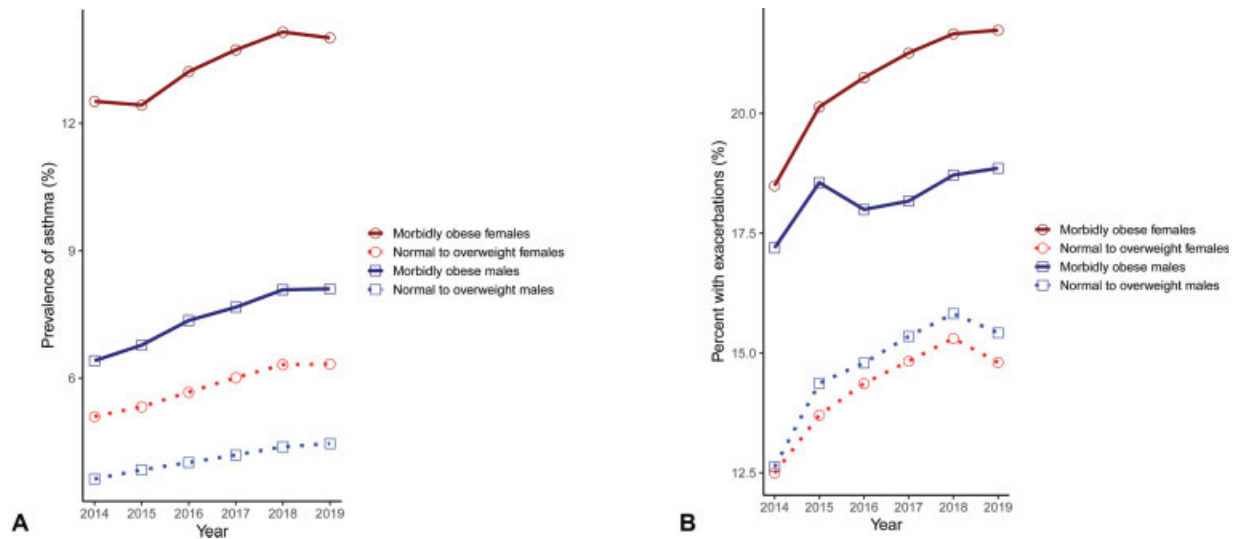 Prevalence of asthma (%)
12
9
6
2014 2015 2016 2017 2018 2019
Year
Morbidly obese females
Normal to overweight females
Morbidly obese males
Normal to overweight males
A
Percent with exacerbations (%)
20.0
17.5
15.0
12.5
2014 2015 2016 2017 2018 2019
Year
Morbidly obese females
Normal to overweight females
Morbidly obese males
Normal to overweight males
B